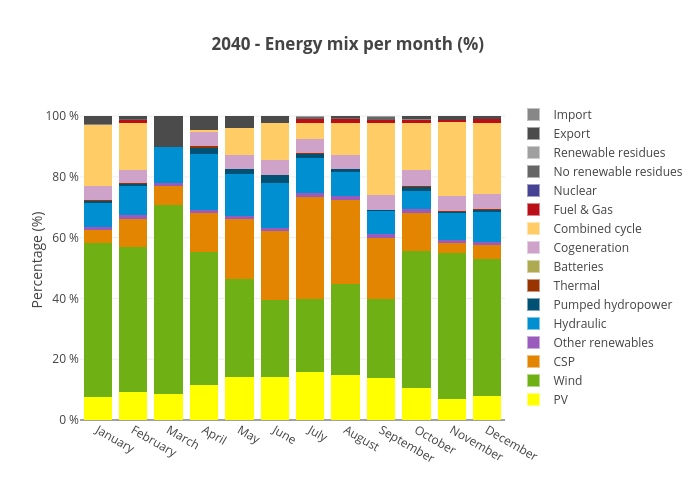 2040 - Energy mix per month (%)
Percentage (%)
100 %
80 %
60 %
40 %
20 %
0 %
January
February
March
April
May
June
July
August
September
October
November
December
Import
Export
Renewable residues
No renewable residues
Nuclear
Fuel & Gas
Combined cycle
Cogeneration
Batteries
Thermal
Pumped hydropower
Hydraulic
Other renewables
CSP
Wind
PV